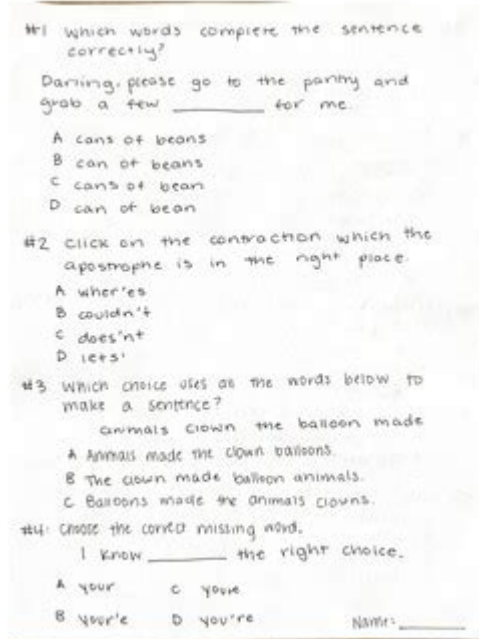 #1 Which words complete the sentence
correctly?
Darling, please go to the pantry and
grab a few ________ for me.
A cans of beans
B can of beans
C cans of bean
D can of bean
#2 Click on the contraction which the
apostrophe is in the right place.
A wher'es
B couldn't
C does'nt
D lets'
#3 Which choice uses all the words below to
make a sentence?
animals clown the balloon made
A Animals made the clown balloons.
B The clown made balloon animals.
C Balloons made the animals clowns.
#4: Choose the correct missing word.
I know ________ the right choice.
A your C youre
B your'e D you're
Name: ________